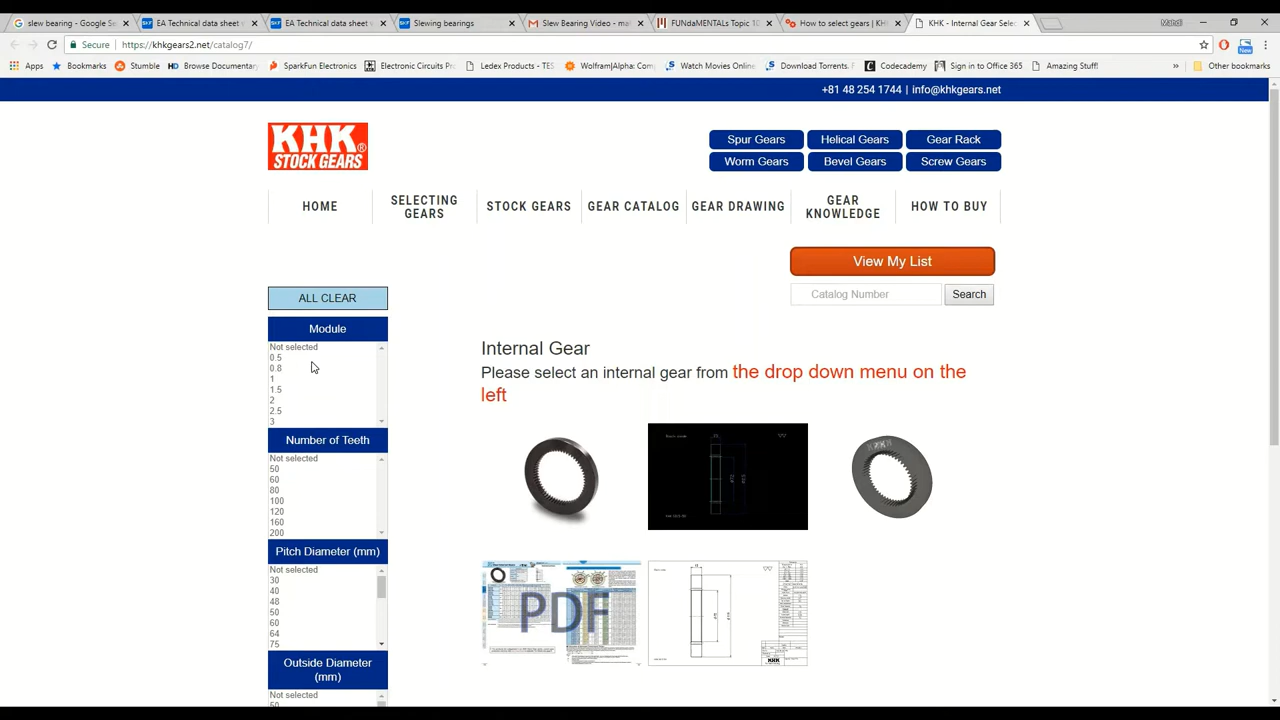 slew bearing - Google Se
EA Technical data sheet
EA Technical data sheet
Slewing bearings
Slew Bearing Video - ma
FUNdaMENTALs Topic 10
How to select gears | KH
KHK - Internal Gear Selec
Mahdi
Secure
https://khkgears2.net/catalog7/
New
Apps
Bookmarks
Stumble
Browse Documentary
SparkFun Electronics
Electronic Circuits Pro
Ledex Products - TES
Wolfram|Alpha: Comp
Watch Movies Online
Download Torrents. F
Codecademy
Sign in to Office 365
Amazing Stuff!
»
Other bookmarks
+81 48 254 1744 | info@khkgears.net
KHK
STOCK GEARS®
Spur Gears
Helical Gears
Gear Rack
Worm Gears
Bevel Gears
Screw Gears
HOME
SELECTING
GEARS
STOCK GEARS
GEAR CATALOG
GEAR DRAWING
GEAR
KNOWLEDGE
HOW TO BUY
View My List
Catalog Number
Search
ALL CLEAR
Module
Not selected
0.5
0.8
1
1.5
2
2.5
3
Number of Teeth
Not selected
50
60
80
100
120
160
200
Pitch Diameter (mm)
Not selected
30
40
48
50
60
64
75
Outside Diameter
(mm)
Not selected
50
Internal Gear
Please select an internal gear from the drop down menu on the
left
PDF
KHK